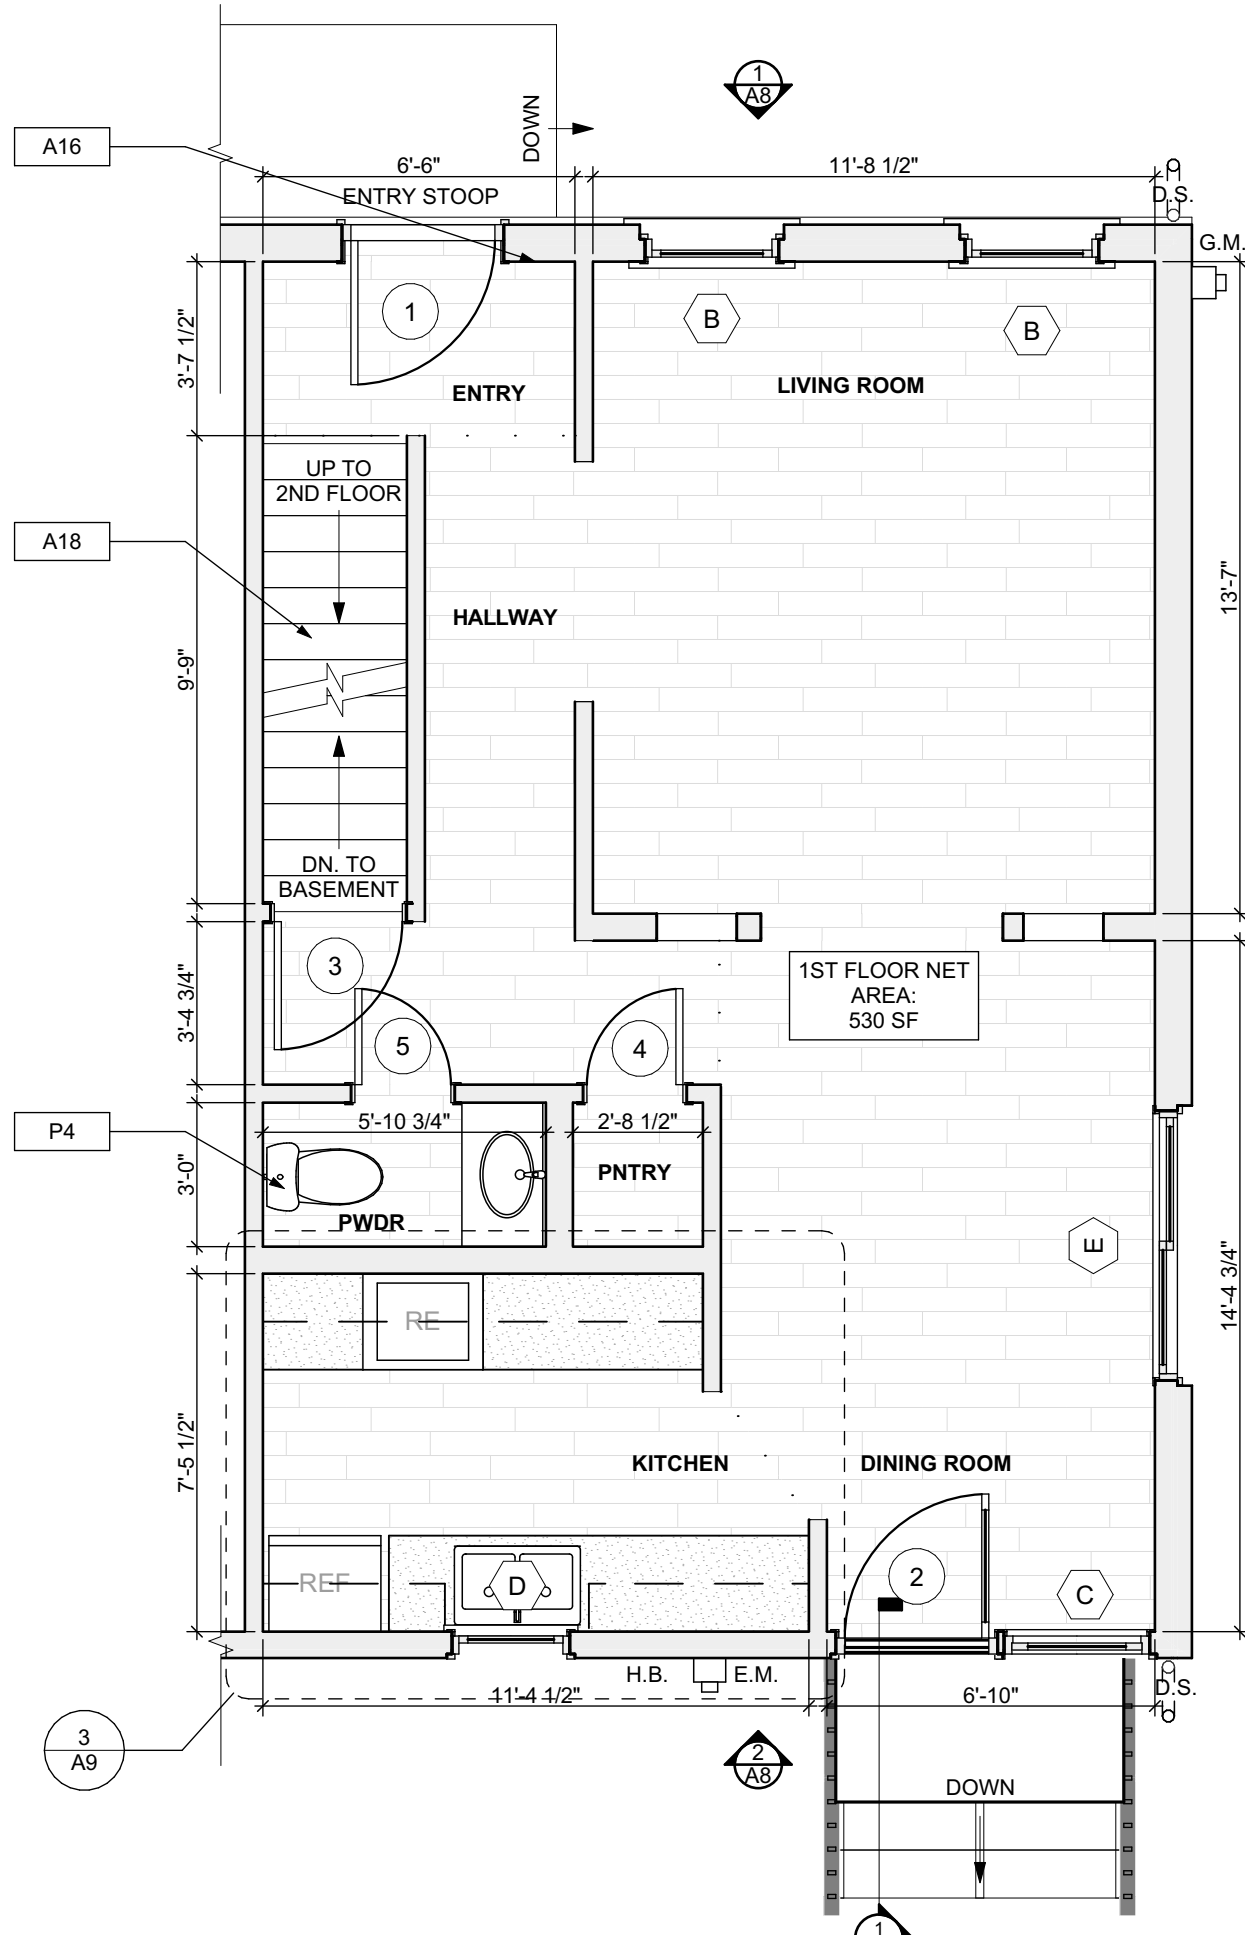 1
A8
DOWN
A16
6'-6"
11'-8 1/2"
ENTRY STOOP
D.S.
G.M.
1
B
B
3'-7 1/2"
ENTRY
LIVING ROOM
UP TO
2ND FLOOR
A18
13'-7"
HALLWAY
9'-9"
DN. TO
BASEMENT
3
1ST FLOOR NET
AREA:
530 SF
3'-4 3/4"
5
4
P4
5'-10 3/4"
2'-8 1/2"
3'-0"
PNTRY
PWDR
E
14'-4 3/4"
RE
7'-5 1/2"
KITCHEN
DINING ROOM
REF
D
2
C
H.B.
E.M.
D.S.
11'-4 1/2"
6'-10"
3
A9
2
A8
DOWN
1